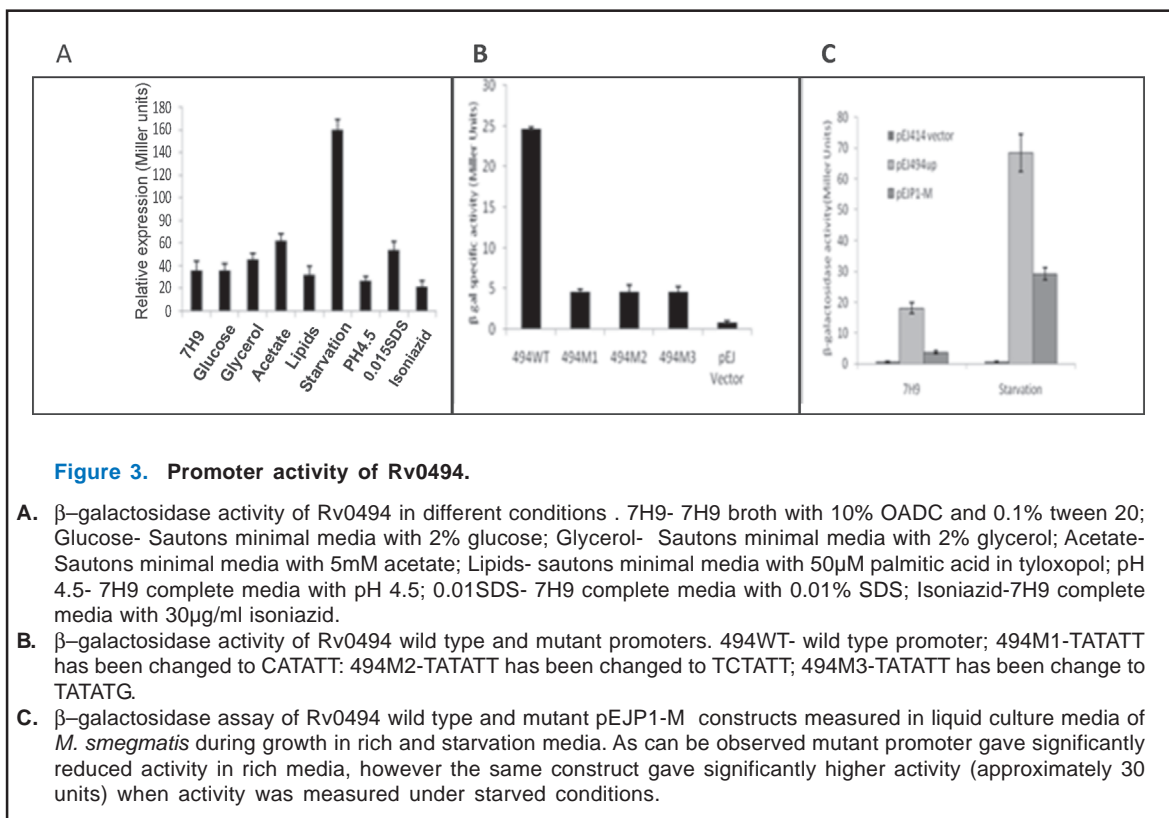 A
B
C
Relative expression (Miller units)
180
160
140
120
100
80
90
60
40
20
0
7H9
Glucose
Glycerol
Acetate
Lipids
Starvation
PH4.5
0.015SDS
Isoniazid
β gal specific activity (Miller Units)
30
25
20
15
10
5
0
494WT
494M1
494M2
494M3
pEJ
Vector
β-galactosidase activity(Miller Units)
80
70
60
50
40
30
20
10
0
pEJ414 vector
pEJ494up
pEJP1-M
7H9
Starvation
Figure 3. Promoter activity of Rv0494.
A. β–galactosidase activity of Rv0494 in different conditions . 7H9- 7H9 broth with 10% OADC and 0.1% tween 20;
Glucose- Sautons minimal media with 2% glucose; Glycerol- Sautons minimal media with 2% glycerol; Acetate-
Sautons minimal media with 5mM acetate; Lipids- sautons minimal media with 50μM palmitic acid in tyloxopol; pH
4.5- 7H9 complete media with pH 4.5; 0.01SDS- 7H9 complete media with 0.01% SDS; Isoniazid-7H9 complete
media with 30μg/ml isoniazid.
B. β–galactosidase activity of Rv0494 wild type and mutant promoters. 494WT- wild type promoter; 494M1-TATATT
has been changed to CATATT: 494M2-TATATT has been changed to TCTATT; 494M3-TATATT has been change to
TATATG.
C. β–galactosidase assay of Rv0494 wild type and mutant pEJP1-M constructs measured in liquid culture media of
M. smegmatis during growth in rich and starvation media. As can be observed mutant promoter gave significantly
reduced activity in rich media, however the same construct gave significantly higher activity (approximately 30
units) when activity was measured under starved conditions.